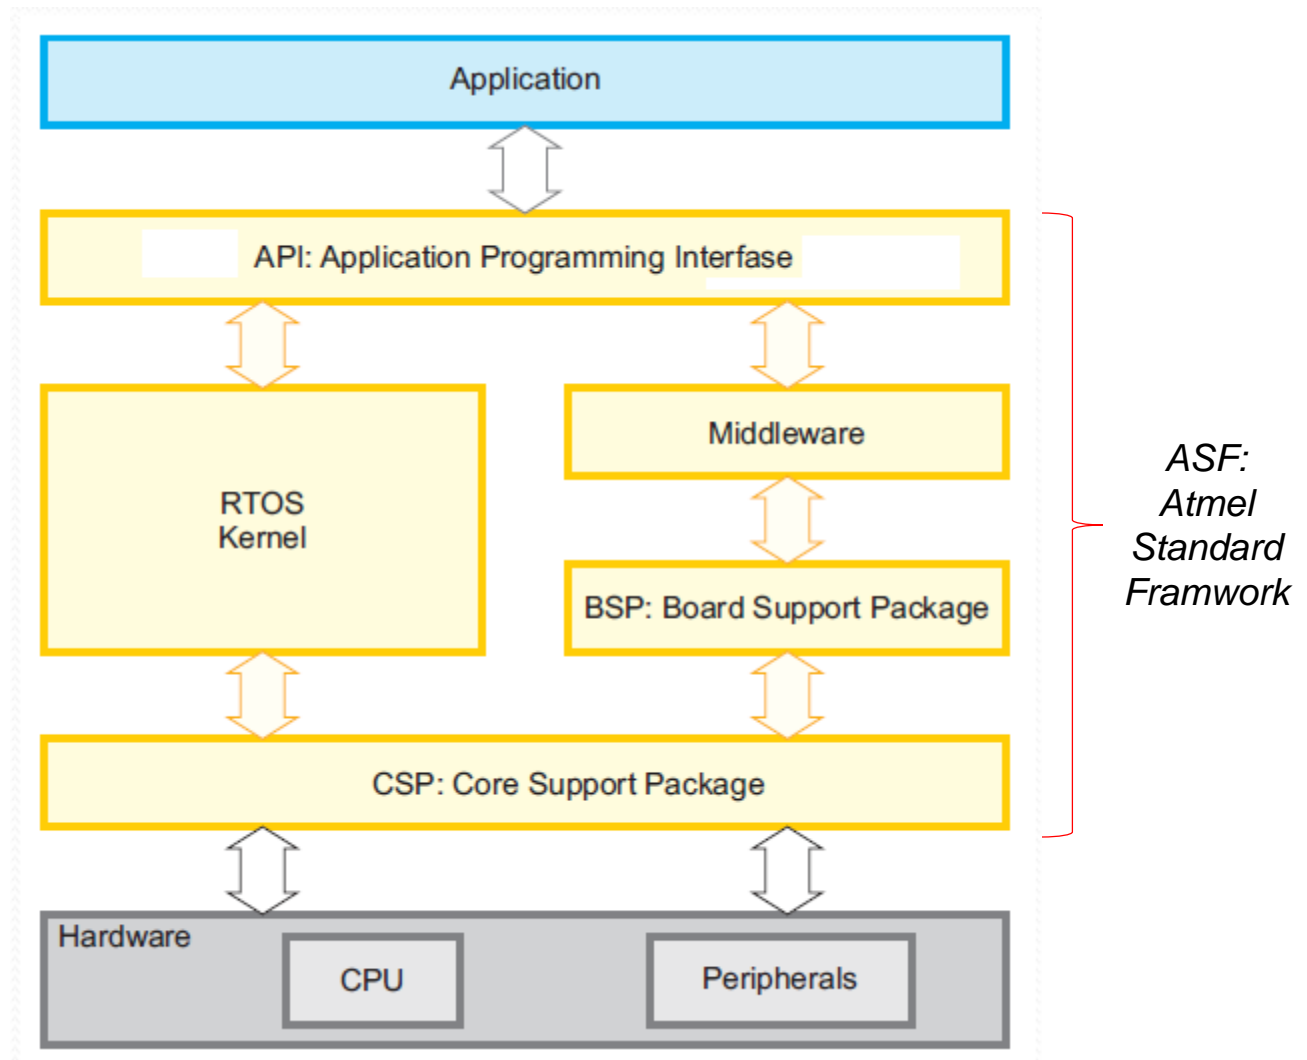 Application
API: Application Programming Interfase
RTOS
Kernel
Middleware
BSP: Board Support Package
CSP: Core Support Package
Hardware
CPU
Peripherals
ASF:
Atmel
Standard
Framwork